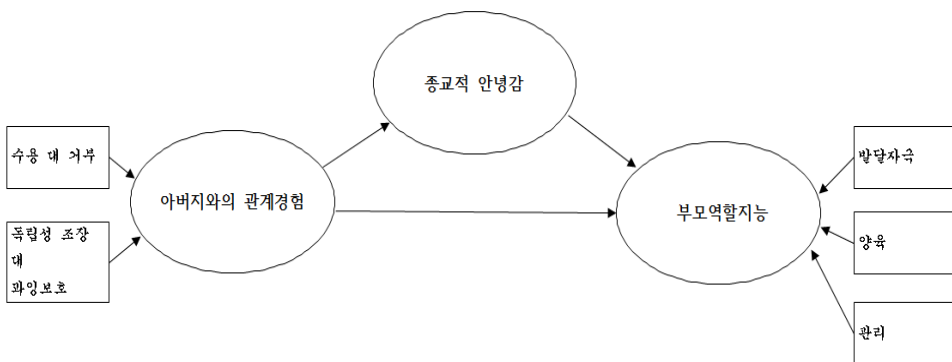 종교적 안녕감
수용 대 거부
발달자극
아버지와의 관계경험
부모역할지능
독립성 조장
대
과잉보호
양육
관리